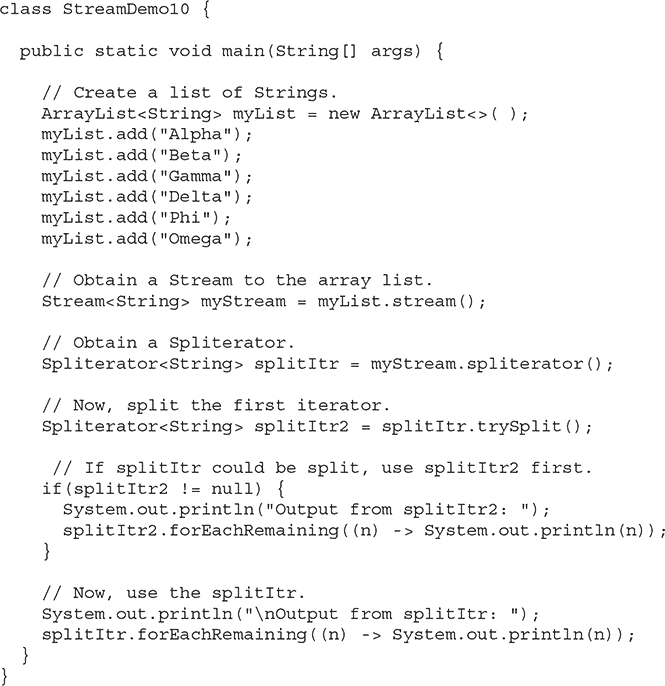 class StreamDemo10 {
public static void main(String[] args) {
// Create a list of Strings.
ArrayList<String> myList = new ArrayList<>( );
myList.add("Alpha");
myList.add("Beta");
myList.add("Gamma");
myList.add("Delta");
myList.add("Phi");
myList.add("Omega");
// Obtain a Stream to the array list.
Stream<String> myStream = myList.stream();
// Obtain a Spliterator.
Spliterator<String> splitItr = myStream.spliterator();
// Now, split the first iterator.
Spliterator<String> splitItr2 = splitItr.trySplit();
// If splitItr could be split, use splitItr2 first.
if(splitItr2 != null) {
System.out.println("Output from splitItr2: ");
splitItr2.forEachRemaining((n) -> System.out.println(n));
}
// Now, use the splitItr.
System.out.println("\nOutput from splitItr: ");
splitItr.forEachRemaining((n) -> System.out.println(n));
}
}